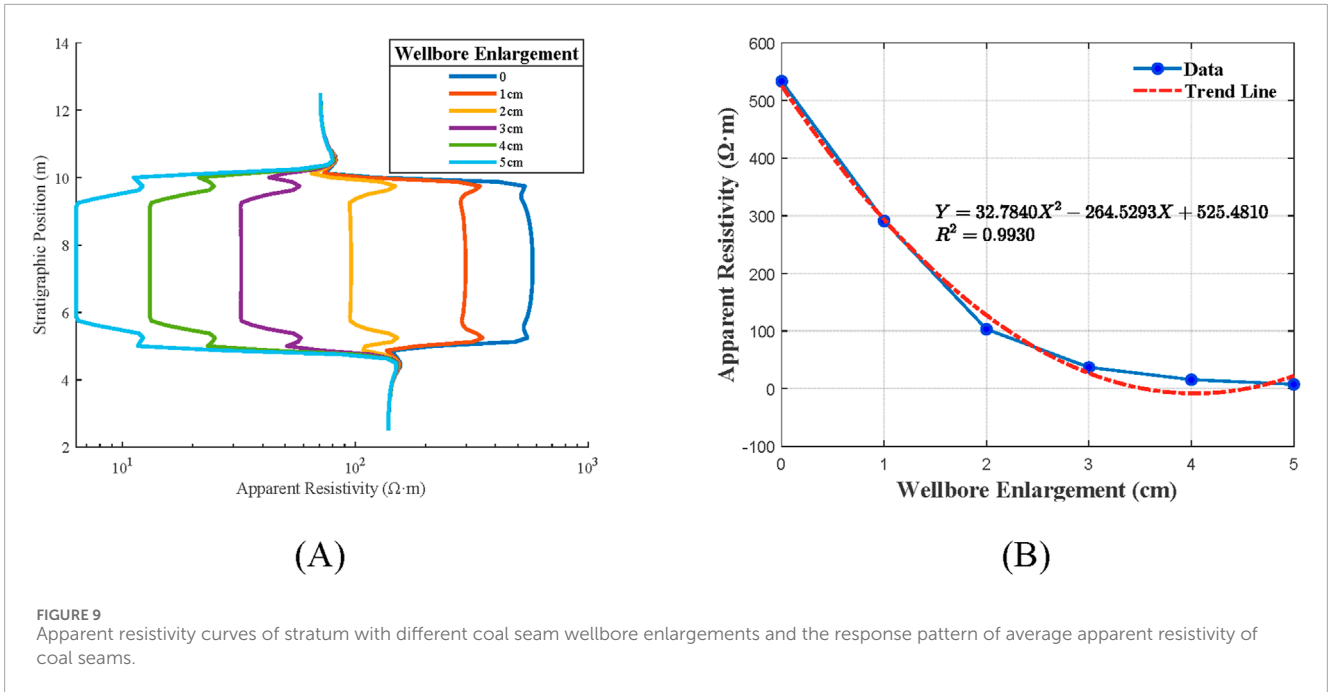 Wellbore Enlargement
0
1cm
2cm
3cm
4cm
5cm
14
12
10
8
6
4
2
Stratigraphic Position (m)
10¹
10²
10³
Apparent Resistivity (Ω·m)
(A)
600
500
400
300
200
100
0
-100
Apparent Resistivity (Ω·m)
Data
Trend Line
Y = 32.7840X² − 264.5293X + 525.4810
R² = 0.9930
0
1
2
3
4
5
Wellbore Enlargement (cm)
(B)
FIGURE 9
Apparent resistivity curves of stratum with different coal seam wellbore enlargements and the response pattern of average apparent resistivity of
coal seams.